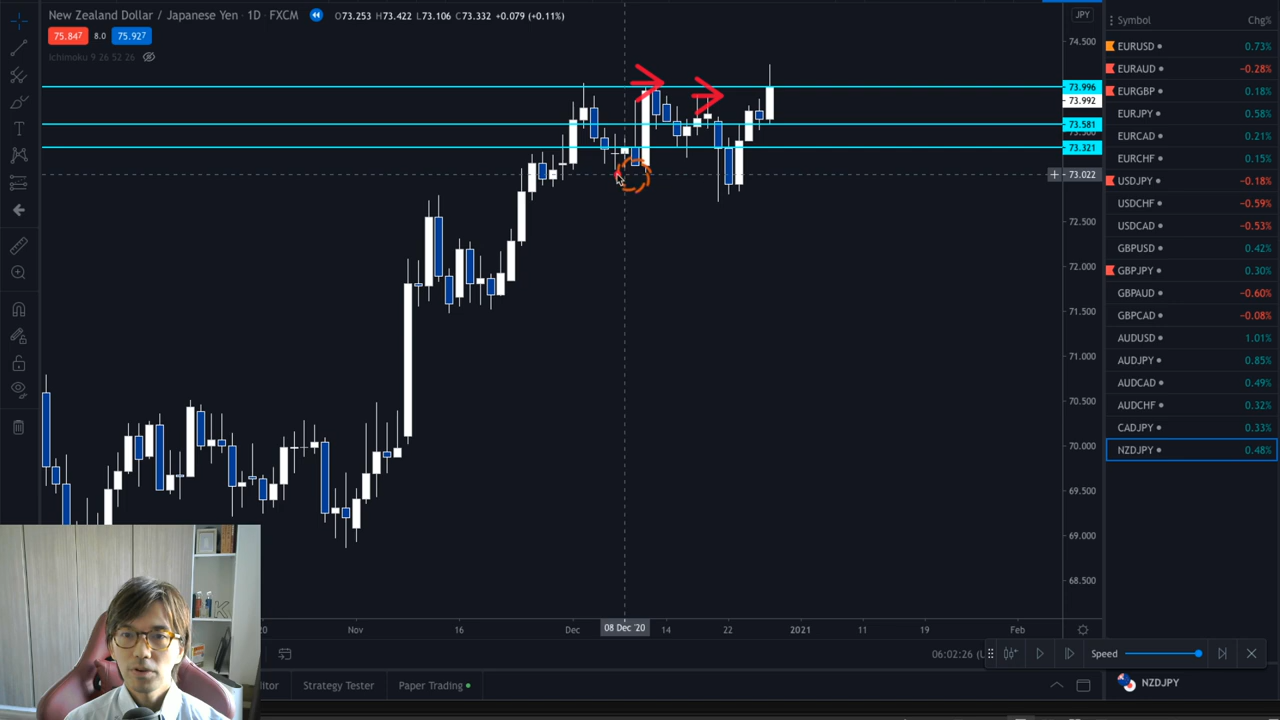 New Zealand Dollar / Japanese Yen · 1D · FXCM O73.253 H73.422 L73.106 C73.332 +0.079 (+0.11%)
75.847 8.0 75.927
Ichimoku 9 26 52 26
JPY
74.500
73.996
73.992
73.581
73.321
73.022
72.500
72.000
71.500
71.000
70.500
70.000
69.500
69.000
68.500
Nov 16 Dec 08 Dec '20 14 22 2021 11 19 Feb
06:02:26
Speed
Strategy Tester Paper Trading
Symbol Chg%
EURUSD 0.73%
EURAUD −0.28%
EURGBP 0.18%
EURJPY 0.58%
EURCAD 0.21%
EURCHF 0.15%
USDJPY −0.18%
USDCHF −0.59%
USDCAD −0.53%
GBPUSD 0.42%
GBPJPY 0.30%
GBPAUD −0.60%
GBPCAD −0.08%
AUDUSD 1.01%
AUDJPY 0.85%
AUDCAD 0.49%
AUDCHF 0.32%
CADJPY 0.33%
NZDJPY 0.48%
NZDJPY